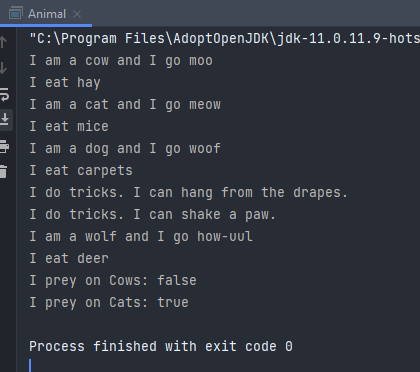 Animal
"C:\Program Files\AdoptOpenJDK\jdk-11.0.11.9-hots
I am a cow and I go moo
I eat hay
I am a cat and I go meow
I eat mice
I am a dog and I go woof
I eat carpets
I do tricks. I can hang from the drapes.
I do tricks. I can shake a paw.
I am a wolf and I go how-uul
I eat deer
I prey on Cows: false
I prey on Cats: true
Process finished with exit code 0